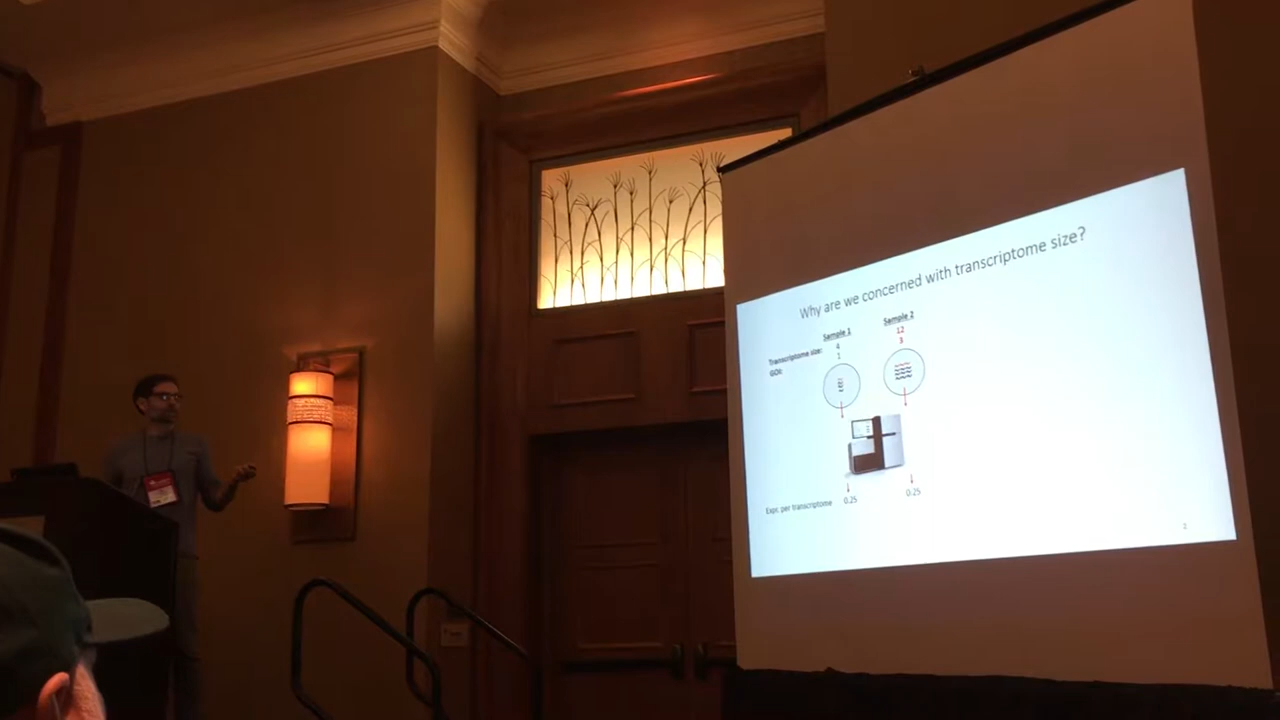 Why are we concerned with transcriptome size?
Sample 1 Sample 2
Transcriptome size: 4 12
GOI: 1 3
Expr. per transcriptome 0.25 0.25
2